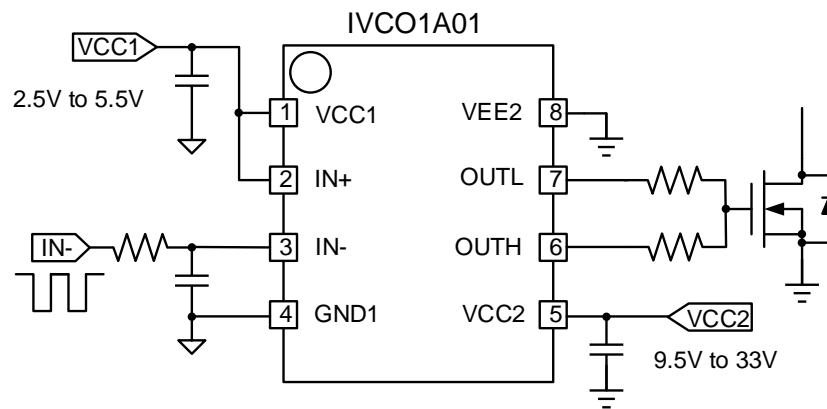 IVCO1A01
VCC1
2.5V to 5.5V
1 VCC1
VEE2 8
2 IN+
OUTL 7
IN-
3 IN-
OUTH 6
4 GND1
VCC2 5
VCC2
9.5V to 33V